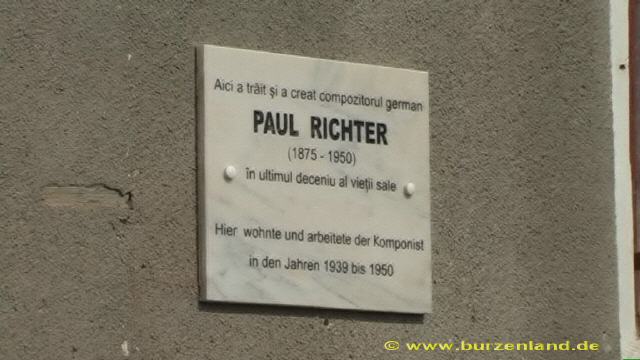 Aici a trăit şi a creat compozitorul german
PAUL RICHTER
(1875 - 1950)
în ultimul deceniu al vieţii sale
Hier wohnte und arbeitete der Komponist
in den Jahren 1939 bis 1950
© www.burzenland.de